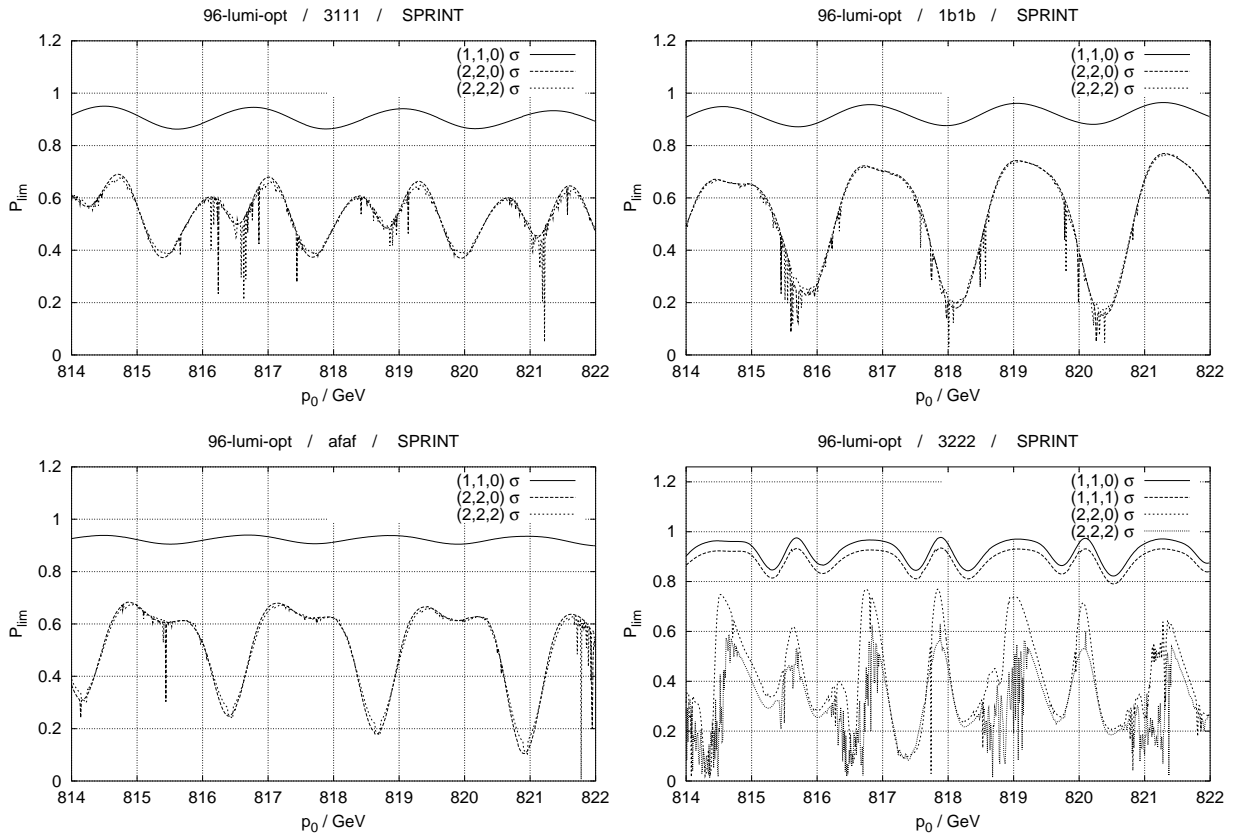 96-lumi-opt / 3111 / SPRINT
1.2
1
0.8
0.6
0.4
0.2
0
P_lim
(1,1,0) σ
(2,2,0) σ
(2,2,2) σ
814 815 816 817 818 819 820 821 822
p_0 / GeV
96-lumi-opt / 1b1b / SPRINT
1.2
1
0.8
0.6
0.4
0.2
0
P_lim
(1,1,0) σ
(2,2,0) σ
(2,2,2) σ
814 815 816 817 818 819 820 821 822
p_0 / GeV
96-lumi-opt / afaf / SPRINT
1.2
1
0.8
0.6
0.4
0.2
0
P_lim
(1,1,0) σ
(2,2,0) σ
(2,2,2) σ
814 815 816 817 818 819 820 821 822
p_0 / GeV
96-lumi-opt / 3222 / SPRINT
1.2
1
0.8
0.6
0.4
0.2
0
P_lim
(1,1,0) σ
(1,1,1) σ
(2,2,0) σ
(2,2,2) σ
814 815 816 817 818 819 820 821 822
p_0 / GeV